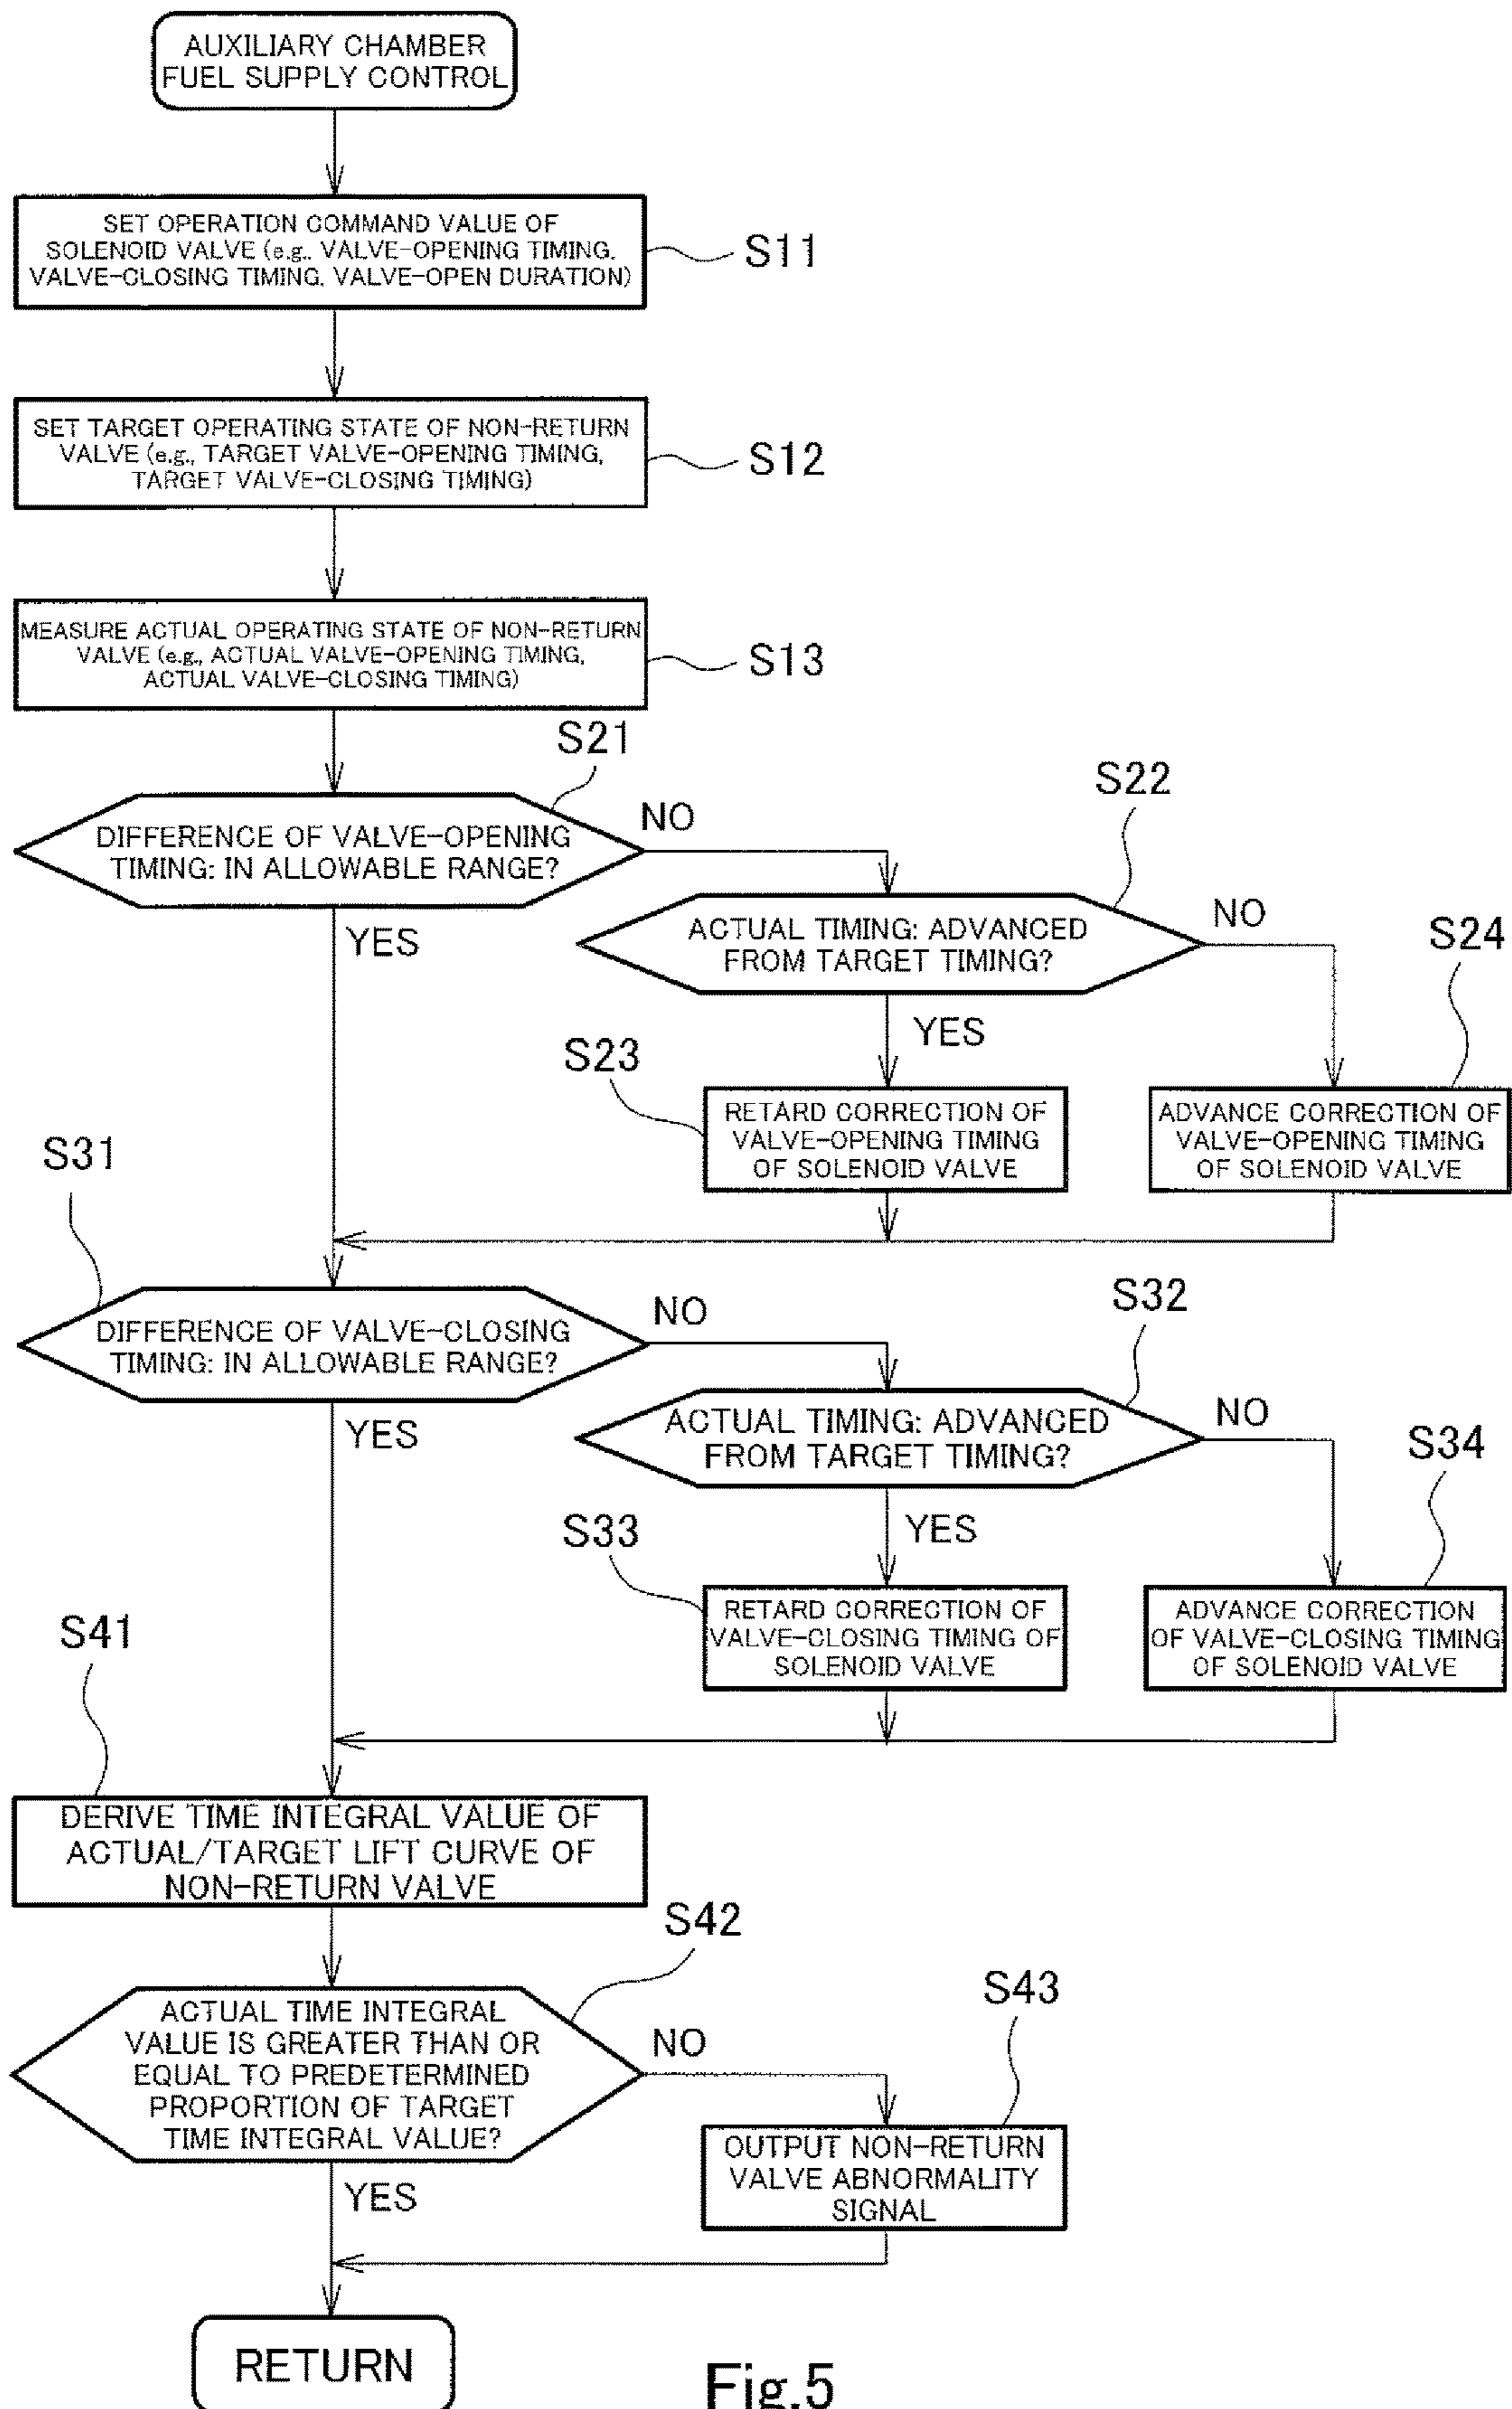 AUXILIARY CHAMBER
FUEL SUPPLY CONTROL
SET OPERATION COMMAND VALUE OF
SOLENOID VALVE (e.g., VALVE-OPENING TIMING,
VALVE-CLOSING TIMING, VALVE-OPEN DURATION)
S11
SET TARGET OPERATING STATE OF NON-RETURN
VALVE (e.g., TARGET VALVE-OPENING TIMING,
TARGET VALVE-CLOSING TIMING)
S12
MEASURE ACTUAL OPERATING STATE OF NON-RETURN
VALVE (e.g., ACTUAL VALVE-OPENING TIMING,
ACTUAL VALVE-CLOSING TIMING)
S13
S21
DIFFERENCE OF VALVE-OPENING
TIMING: IN ALLOWABLE RANGE?
NO
YES
S22
ACTUAL TIMING: ADVANCED
FROM TARGET TIMING?
NO
YES
S23
RETARD CORRECTION OF
VALVE-OPENING TIMING
OF SOLENOID VALVE
S24
ADVANCE CORRECTION OF
VALVE-OPENING TIMING
OF SOLENOID VALVE
S31
DIFFERENCE OF VALVE-CLOSING
TIMING: IN ALLOWABLE RANGE?
NO
YES
S32
ACTUAL TIMING: ADVANCED
FROM TARGET TIMING?
NO
YES
S33
RETARD CORRECTION OF
VALVE-CLOSING TIMING OF
SOLENOID VALVE
S34
ADVANCE CORRECTION
OF VALVE-CLOSING TIMING
OF SOLENOID VALVE
S41
DERIVE TIME INTEGRAL VALUE OF
ACTUAL/TARGET LIFT CURVE OF
NON-RETURN VALVE
S42
ACTUAL TIME INTEGRAL
VALUE IS GREATER THAN OR
EQUAL TO PREDETERMINED
PROPORTION OF TARGET
TIME INTEGRAL VALUE?
NO
YES
S43
OUTPUT NON-RETURN
VALVE ABNORMALITY
SIGNAL
RETURN
Fig.5